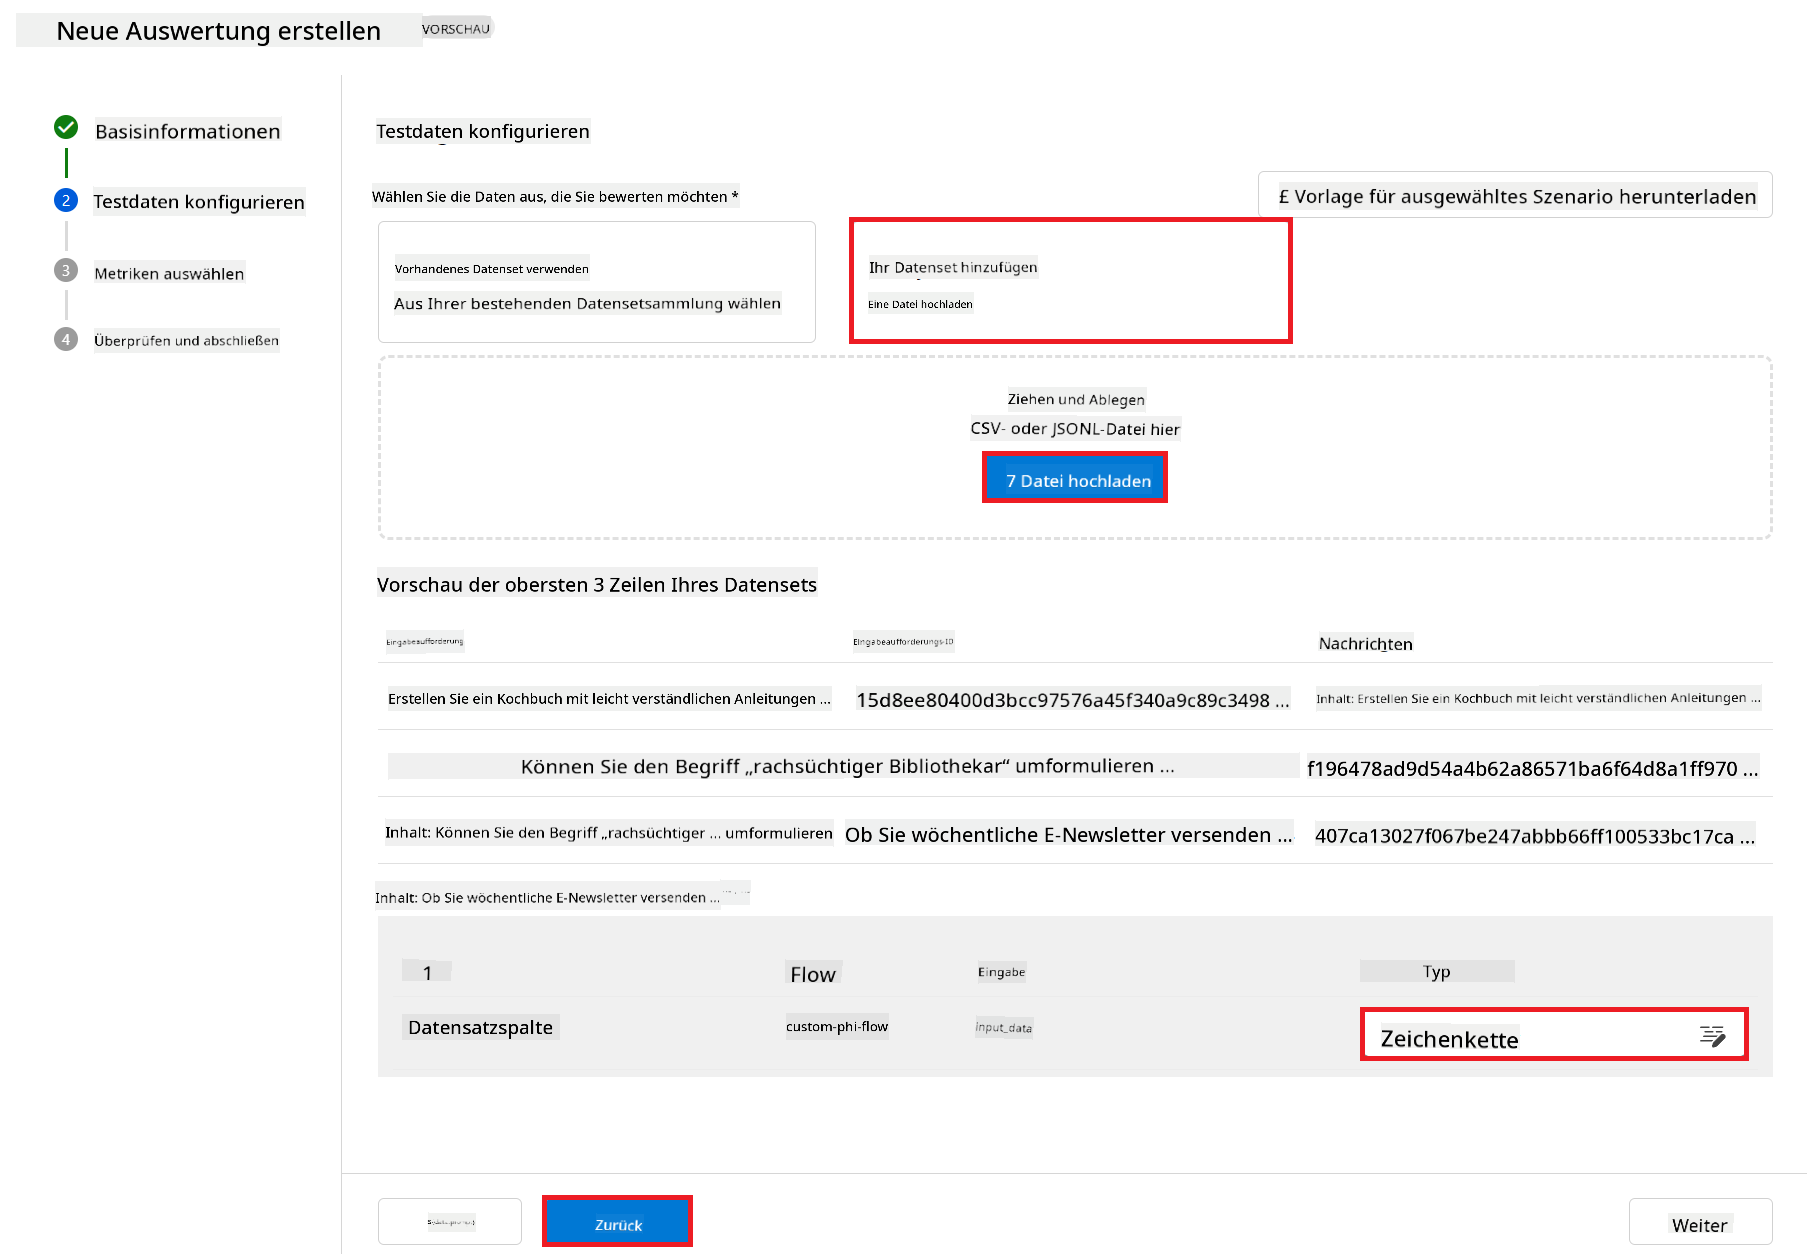 Neue Auswertung erstellen VORSCHAU
Basisinformationen
2 Testdaten konfigurieren
3 Metriken auswählen
4 Überprüfen und abschließen
Testdaten konfigurieren
Wählen Sie die Daten aus, die Sie bewerten möchten *
£ Vorlage für ausgewähltes Szenario herunterladen
Vorhandenes Datenset verwenden
Aus Ihrer bestehenden Datensetsammlung wählen
Ihr Datenset hinzufügen
Eine Datei hochladen
Ziehen und Ablegen
CSV- oder JSONL-Datei hier
7 Datei hochladen
Vorschau der obersten 3 Zeilen Ihres Datensets
Eingabeaufforderung Eingabeaufforderungs-ID Nachrichten
Erstellen Sie ein Kochbuch mit leicht verständlichen Anleitungen ... 15d8ee80400d3bcc97576a45f340a9c89c3498 ... Inhalt: Erstellen Sie ein Kochbuch mit leicht verständlichen Anleitungen ...
Können Sie den Begriff „rachsüchtiger Bibliothekar“ umformulieren ... f196478ad9d54a4b62a86571ba6f64d8a1ff970 ...
Inhalt: Können Sie den Begriff „rachsüchtiger ... umformulieren Ob Sie wöchentliche E-Newsletter versenden ... 407ca13027f067be247abbb66ff100533bc17ca ...
Inhalt: Ob Sie wöchentliche E-Newsletter versenden ...
1 Flow Eingabe Typ
Datensatzspalte custom-phi-flow input_data Zeichenkette
Zurück Weiter